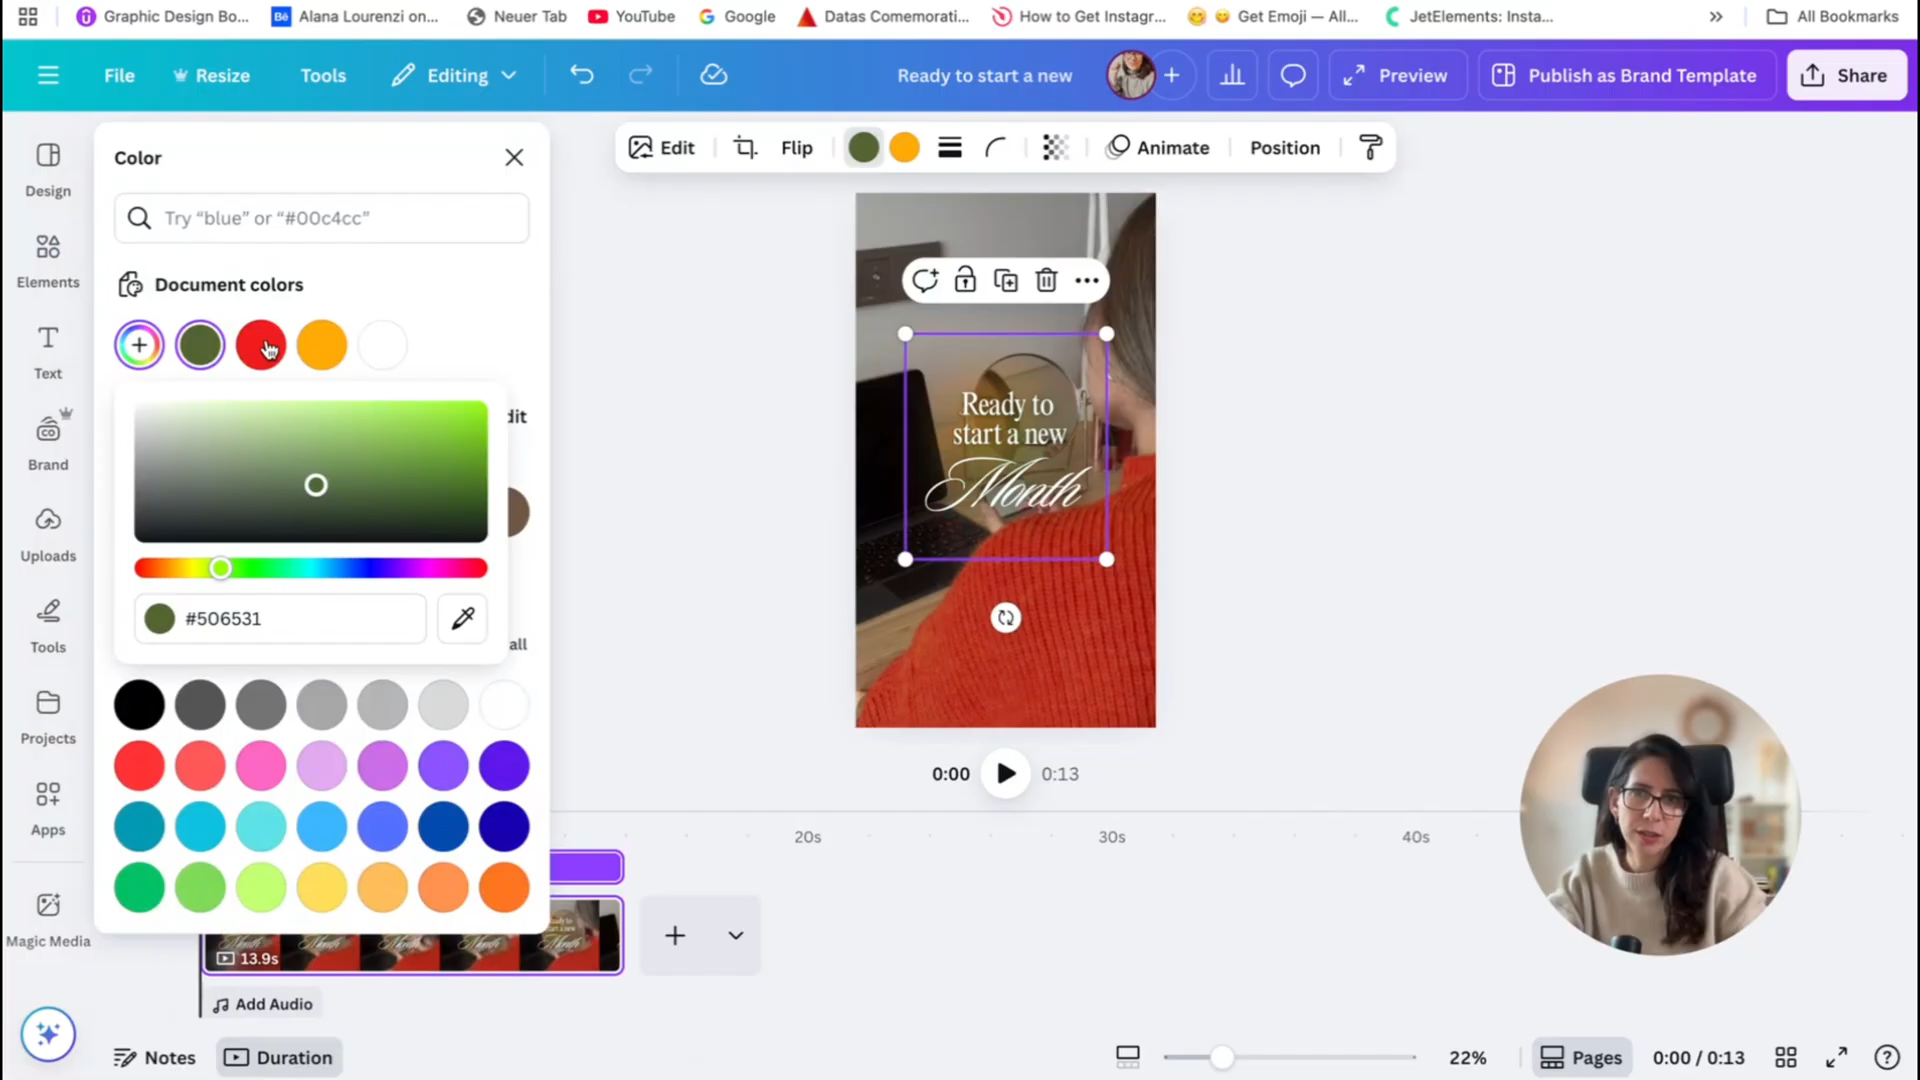 Graphic Design Bo...
Alana Lourenzi on...
Neuer Tab
YouTube
Google
Datas Comemorati...
How to Get Instagr...
Get Emoji — All...
JetElements: Insta...
All Bookmarks
File
Resize
Tools
Editing
Ready to start a new
Preview
Publish as Brand Template
Share
Design
Elements
Text
Brand
Uploads
Tools
Projects
Apps
Magic Media
Color
Try “blue” or “#00c4cc”
Document colors
dit
#506531
all
Edit
Flip
Animate
Position
Ready to
start a new
Month
0:00
0:13
20s
30s
40s
13.9s
Add Audio
Notes
Duration
22%
Pages
0:00 / 0:13